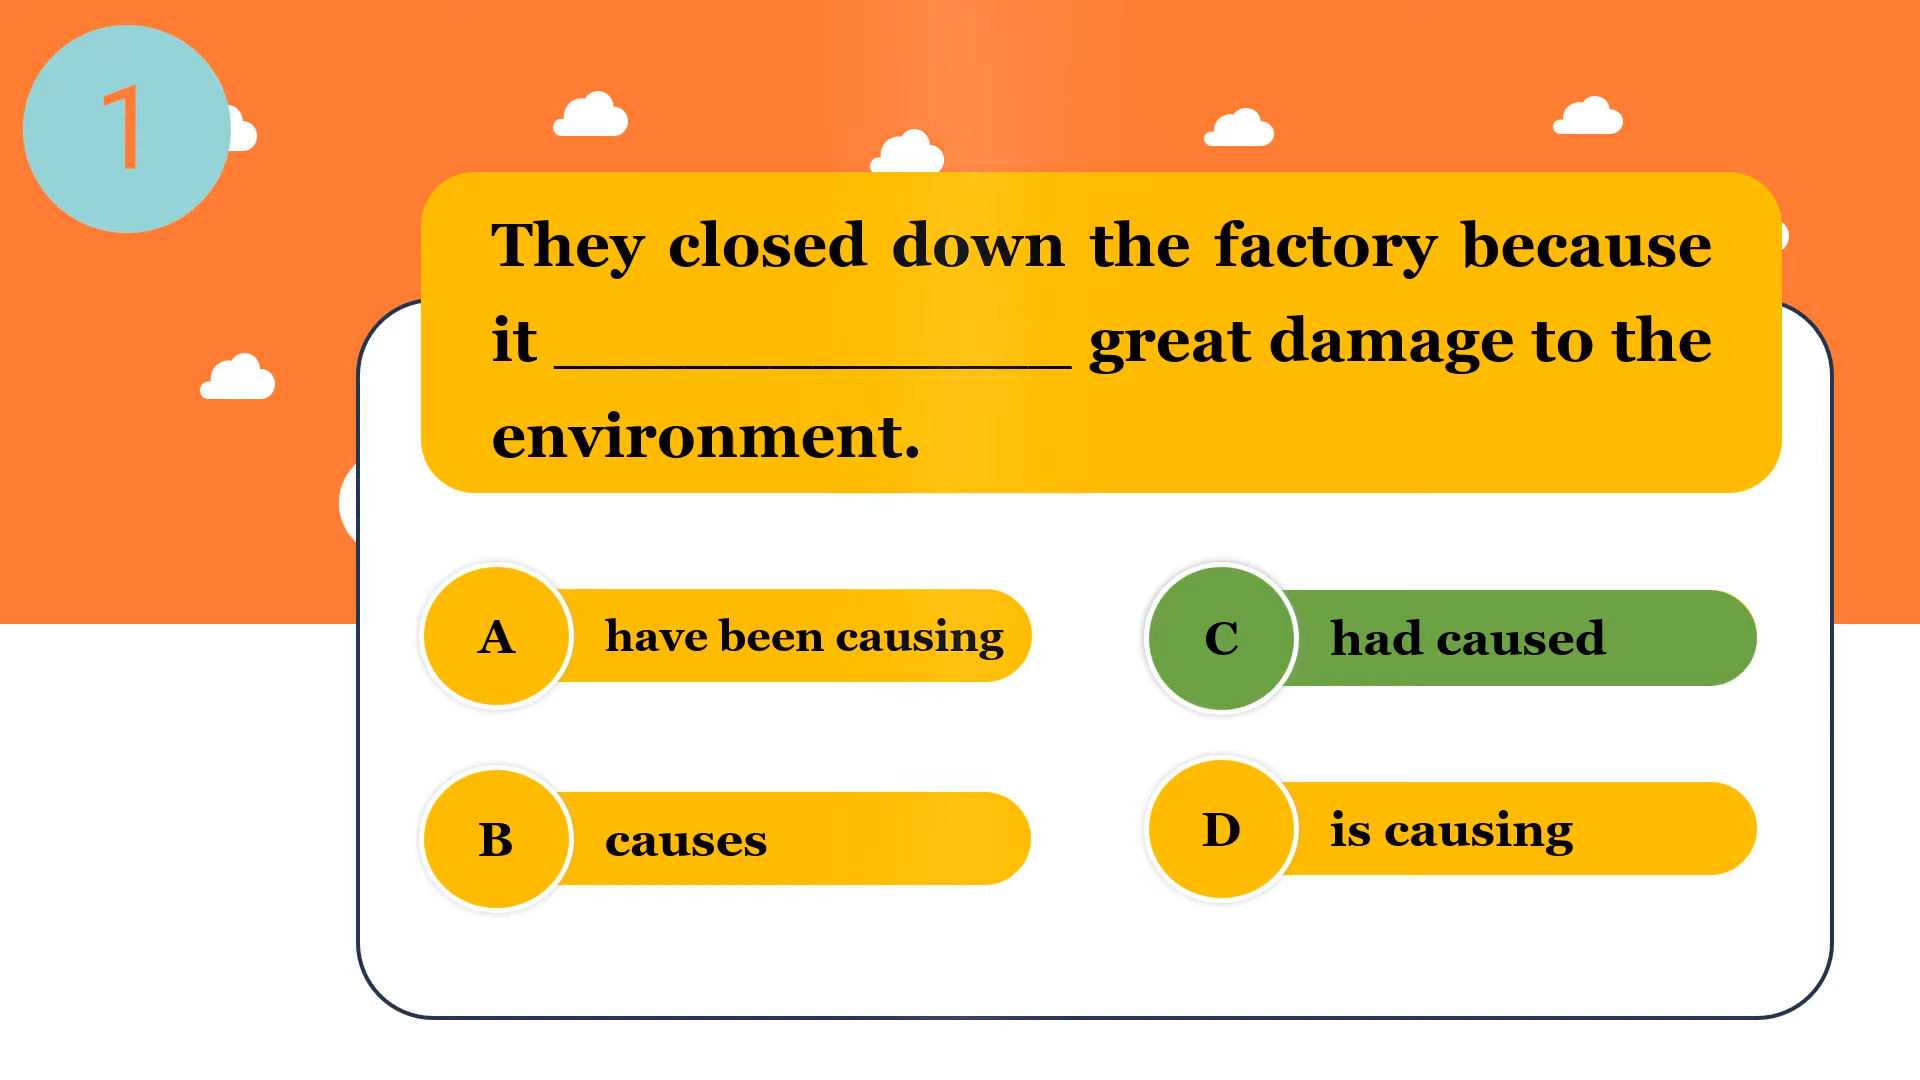 1
They closed down the factory because
it ____________ great damage to the
environment.
A have been causing
C had caused
B causes
D is causing